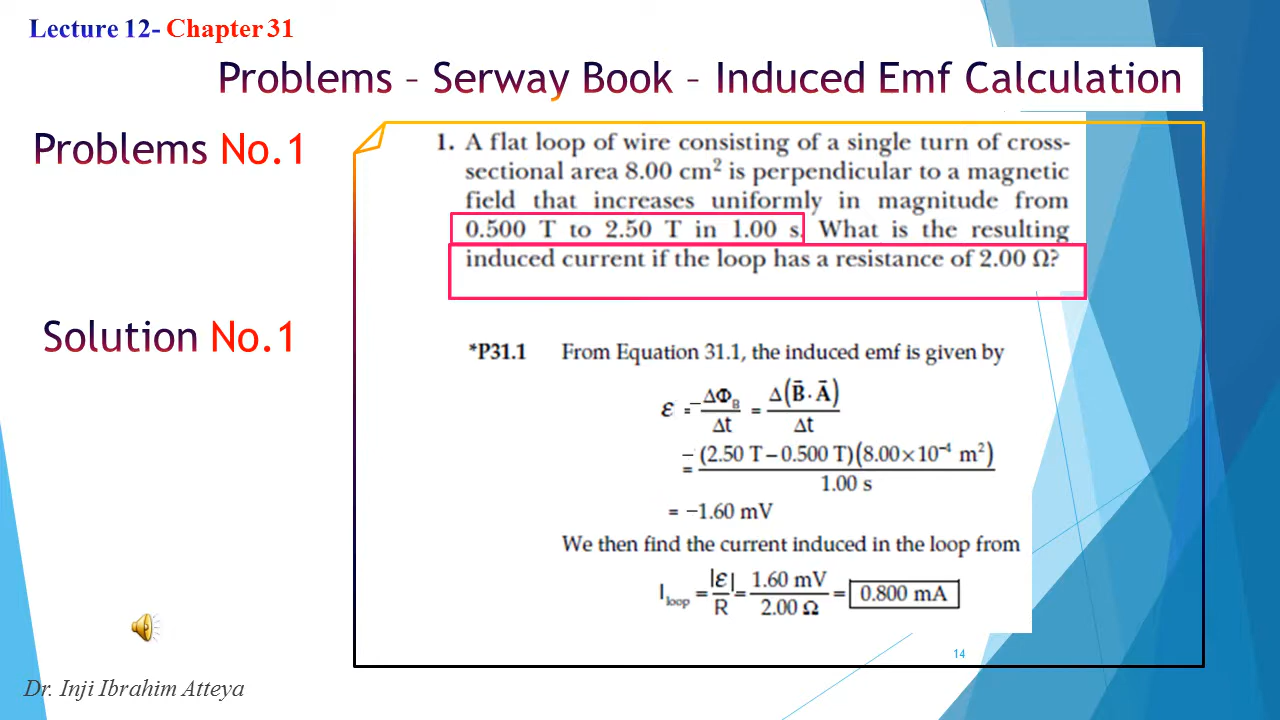 Lecture 12- Chapter 31
Problems – Serway Book – Induced Emf Calculation
Problems No.1
1. A flat loop of wire consisting of a single turn of cross-
sectional area 8.00 cm² is perpendicular to a magnetic
field that increases uniformly in magnitude from
0.500 T to 2.50 T in 1.00 s. What is the resulting
induced current if the loop has a resistance of 2.00 Ω?
Solution No.1
*P31.1 From Equation 31.1, the induced emf is given by
ε = −ΔΦ_B/Δt = Δ(B̄ · Ā)/Δt
= −(2.50 T − 0.500 T)(8.00×10⁻⁴ m²)/1.00 s
= −1.60 mV
We then find the current induced in the loop from
I_loop = |ε|/R = 1.60 mV/2.00 Ω = 0.800 mA
14
Dr. Inji Ibrahim Atteya